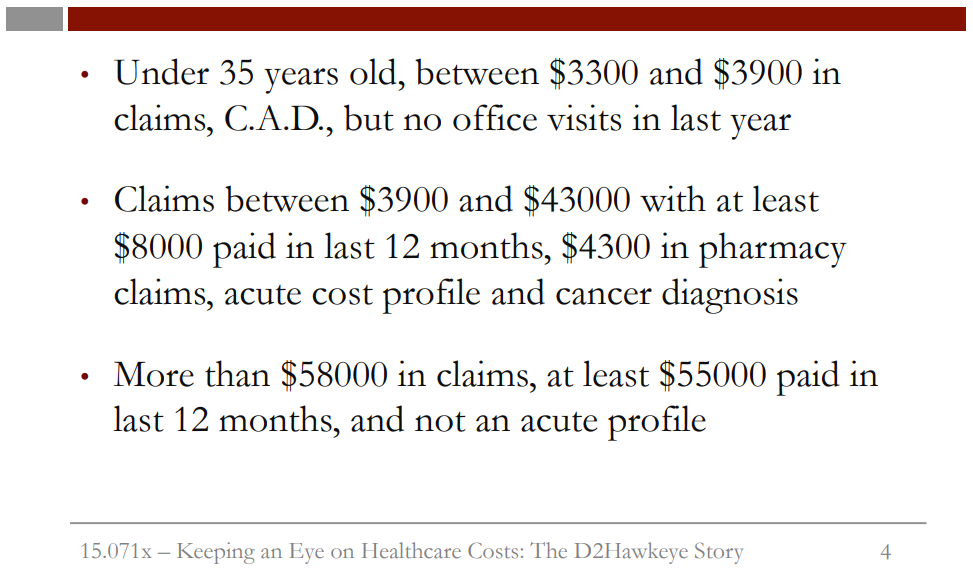 • Under 35 years old, between $3300 and $3900 in
claims, C.A.D., but no office visits in last year
• Claims between $3900 and $43000 with at least
$8000 paid in last 12 months, $4300 in pharmacy
claims, acute cost profile and cancer diagnosis
• More than $58000 in claims, at least $55000 paid in
last 12 months, and not an acute profile
15.071x – Keeping an Eye on Healthcare Costs: The D2Hawkeye Story 4